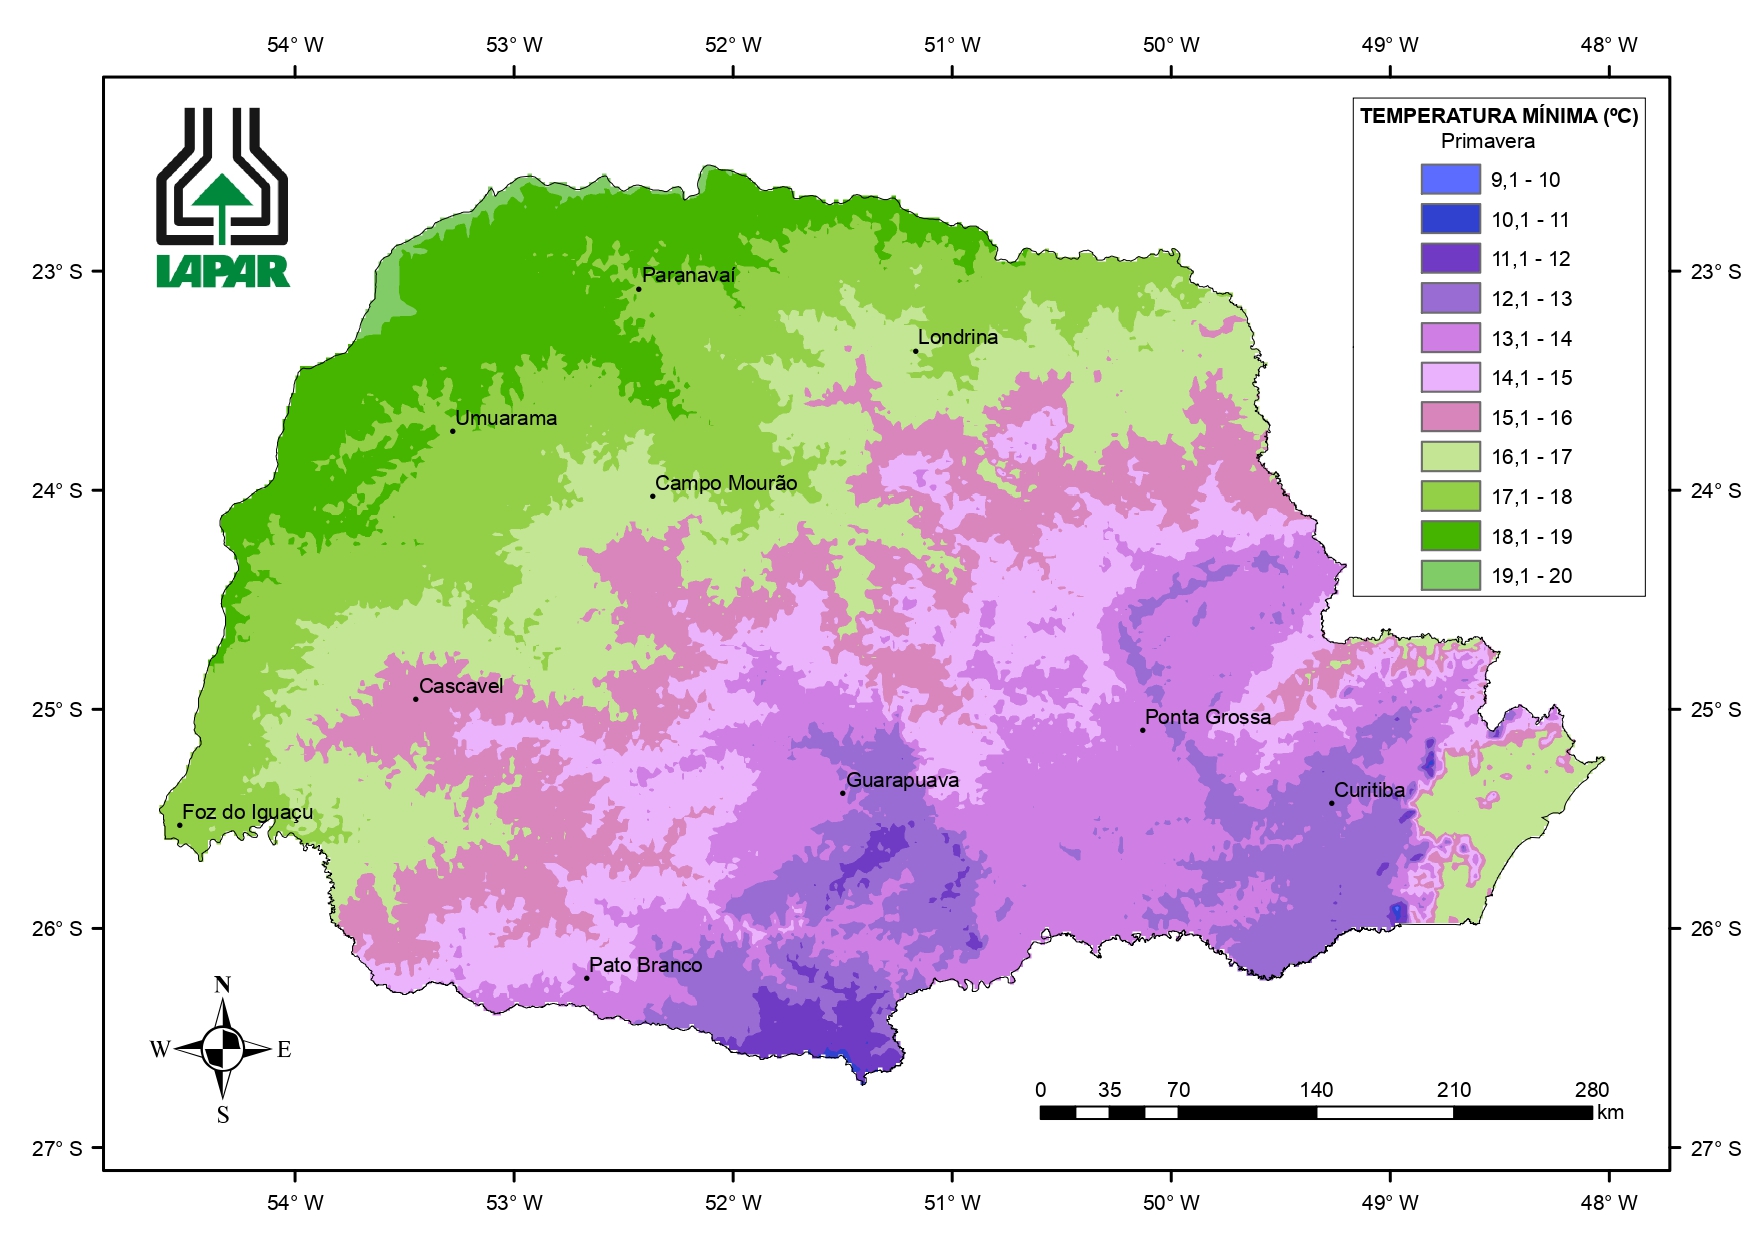 54° W 53° W 52° W 51° W 50° W 49° W 48° W
TEMPERATURA MÍNIMA (ºC)
Primavera
9,1 - 10
10,1 - 11
11,1 - 12
12,1 - 13
13,1 - 14
14,1 - 15
15,1 - 16
16,1 - 17
17,1 - 18
18,1 - 19
19,1 - 20
IAPAR
23° S 23° S
Paranavaí
Londrina
Umuarama
Campo Mourão
24° S 24° S
Cascavel
25° S 25° S
Ponta Grossa
Guarapuava
Curitiba
Foz do Iguaçu
26° S 26° S
Pato Branco
N
W E
S
0 35 70 140 210 280
km
27° S 27° S
54° W 53° W 52° W 51° W 50° W 49° W 48° W